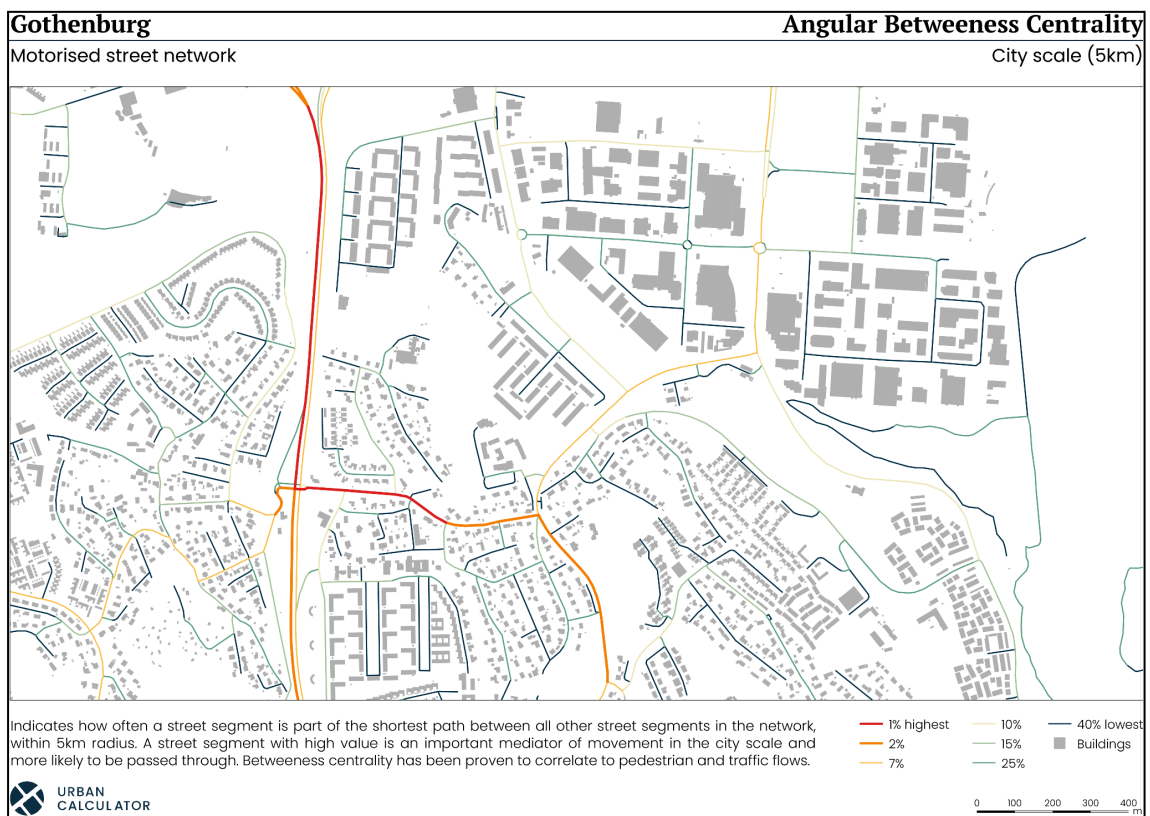 Gothenburg
Angular Betweeness Centrality
Motorised street network
City scale (5km)
Indicates how often a street segment is part of the shortest path between all other street segments in the network,
within 5km radius. A street segment with high value is an important mediator of movement in the city scale and
more likely to be passed through. Betweeness centrality has been proven to correlate to pedestrian and traffic flows.
1% highest
2%
7%
10%
15%
25%
40% lowest
Buildings
URBAN
CALCULATOR
0 100 200 300 400
m